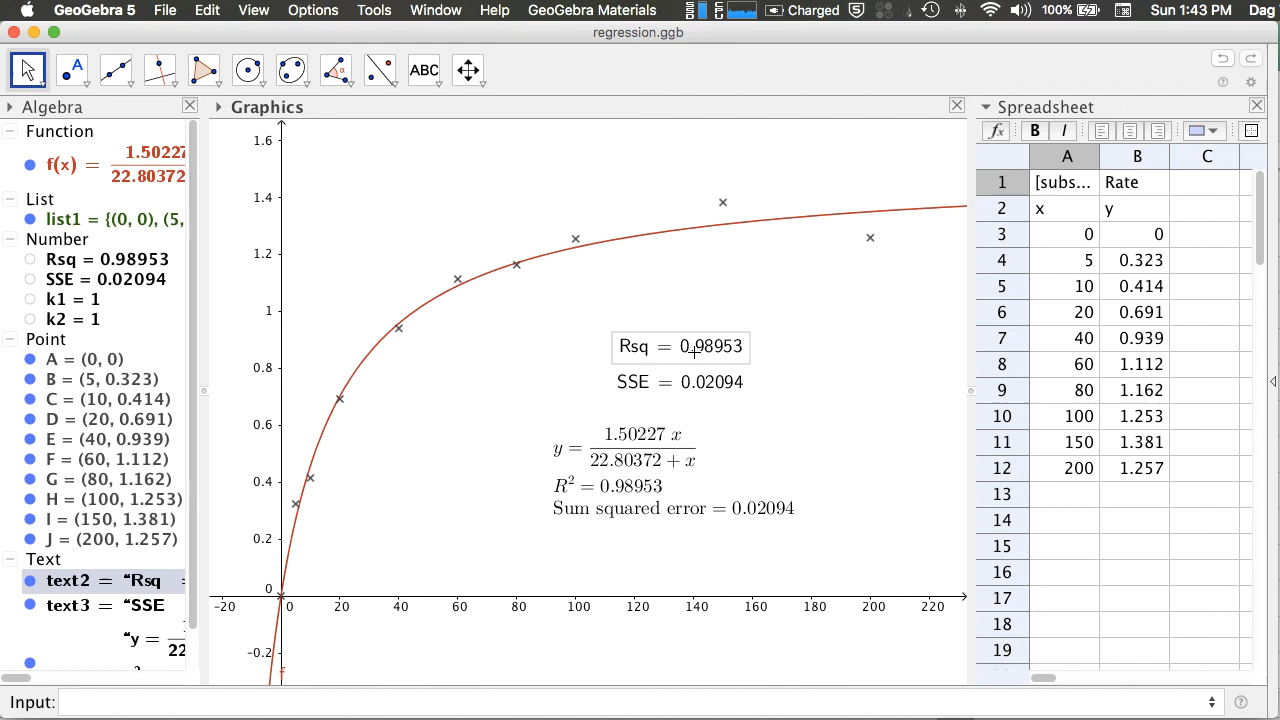 GeoGebra 5 File Edit View Options Tools Window Help GeoGebra Materials Charged 100% Sun 1:43 PM Dag
regression.ggb
A ABC
Algebra
Function
f(x) = 1.50227
22.80372
List
list1 = {(0, 0), (5,
Number
Rsq = 0.98953
SSE = 0.02094
k1 = 1
k2 = 1
Point
A = (0, 0)
B = (5, 0.323)
C = (10, 0.414)
D = (20, 0.691)
E = (40, 0.939)
F = (60, 1.112)
G = (80, 1.162)
H = (100, 1.253)
I = (150, 1.381)
J = (200, 1.257)
Text
text2 = “Rsq =
text3 = “SSE
“y =
22
Graphics
1.6
1.4
1.2
1
0.8
0.6
0.4
0.2
0
-0.2
-20 0 20 40 60 80 100 120 140 160 180 200 220
f
Rsq = 0.98953
SSE = 0.02094
y = 1.50227 x
22.80372 + x
R² = 0.98953
Sum squared error = 0.02094
Spreadsheet
fx B I
A B C
1 [subs... Rate
2 x y
3 0 0
4 5 0.323
5 10 0.414
6 20 0.691
7 40 0.939
8 60 1.112
9 80 1.162
10 100 1.253
11 150 1.381
12 200 1.257
13
14
15
16
17
18
19
Input: